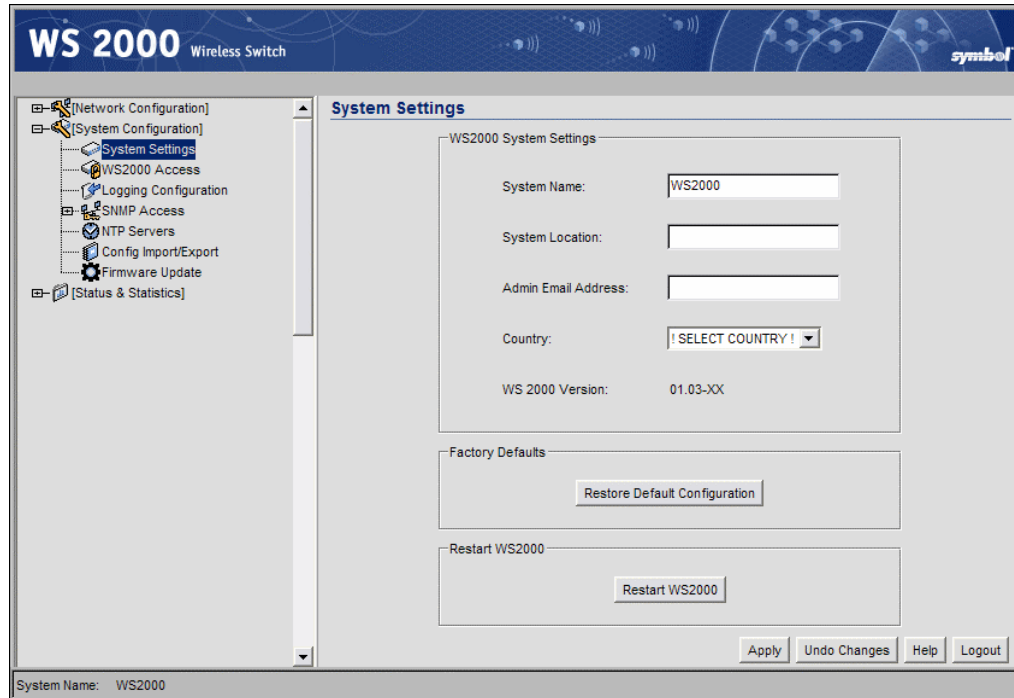 WS 2000 Wireless Switch
symbol
[Network Configuration]
[System Configuration]
System Settings
WS2000 Access
Logging Configuration
SNMP Access
NTP Servers
Config Import/Export
Firmware Update
[Status & Statistics]
System Settings
WS2000 System Settings
System Name: WS2000
System Location:
Admin Email Address:
Country: ! SELECT COUNTRY !
WS 2000 Version: 01.03-XX
Factory Defaults
Restore Default Configuration
Restart WS2000
Restart WS2000
Apply Undo Changes Help Logout
System Name: WS2000